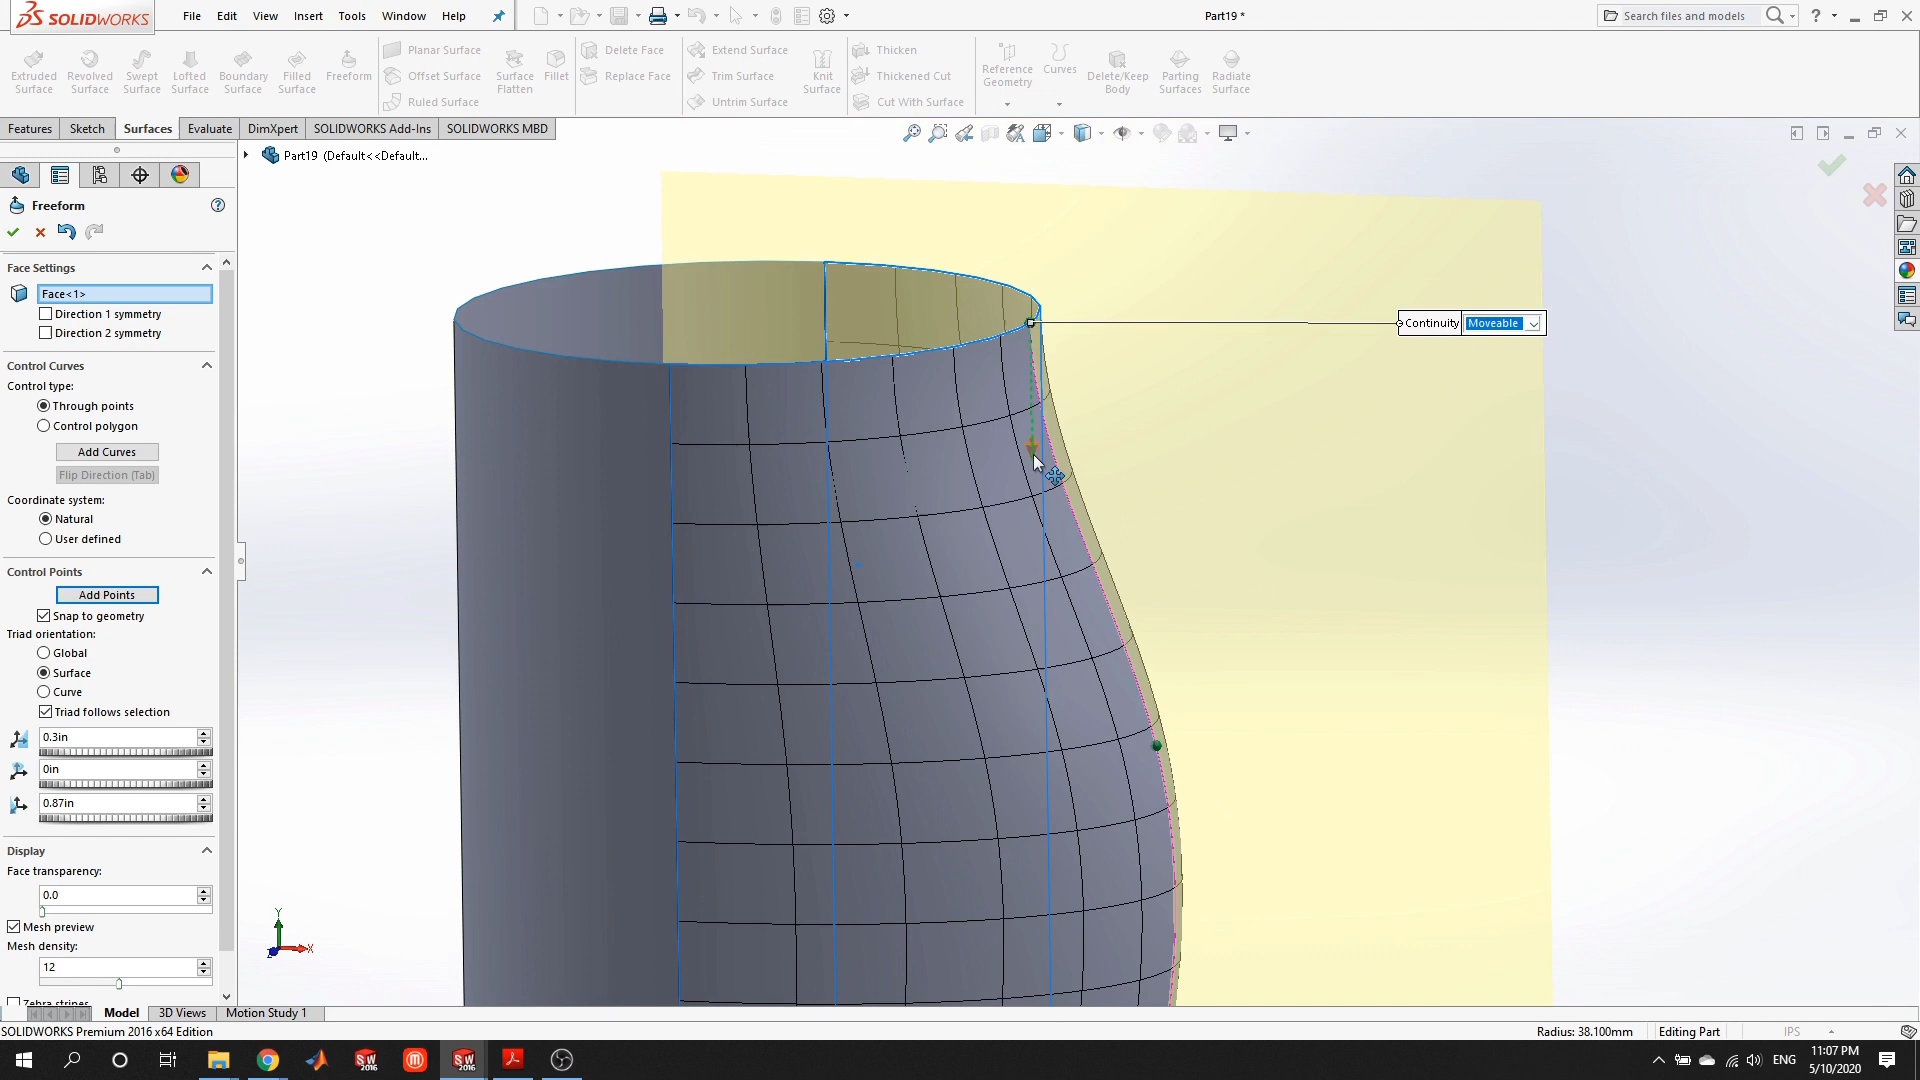 SOLIDWORKS File Edit View Insert Tools Window Help Part19 * Search files and models
Extruded Surface Revolved Surface Swept Surface Lofted Surface Boundary Surface Filled Surface Freeform
Planar Surface
Offset Surface
Ruled Surface
Surface Flatten
Fillet
Delete Face
Replace Face
Extend Surface
Trim Surface
Untrim Surface
Knit Surface
Thicken
Thickened Cut
Cut With Surface
Reference Geometry
Curves
Delete/Keep Body
Parting Surfaces
Radiate Surface
Features Sketch Surfaces Evaluate DimXpert SOLIDWORKS Add-Ins SOLIDWORKS MBD
Part19 (Default<<Default...
Freeform
Face Settings
Face<1>
Direction 1 symmetry
Direction 2 symmetry
Control Curves
Control type:
Through points
Control polygon
Add Curves
Flip Direction (Tab)
Coordinate system:
Natural
User defined
Control Points
Add Points
Snap to geometry
Triad orientation:
Global
Surface
Curve
Triad follows selection
0.3in
0in
0.87in
Display
Face transparency:
0.0
Mesh preview
Mesh density:
12
Zebra stripes
Continuity Moveable
Y
X
Z
Model 3D Views Motion Study 1
SOLIDWORKS Premium 2016 x64 Edition Radius: 38.100mm Editing Part IPS
SW 2016
SW 2016
ENG
11:07 PM
5/10/2020